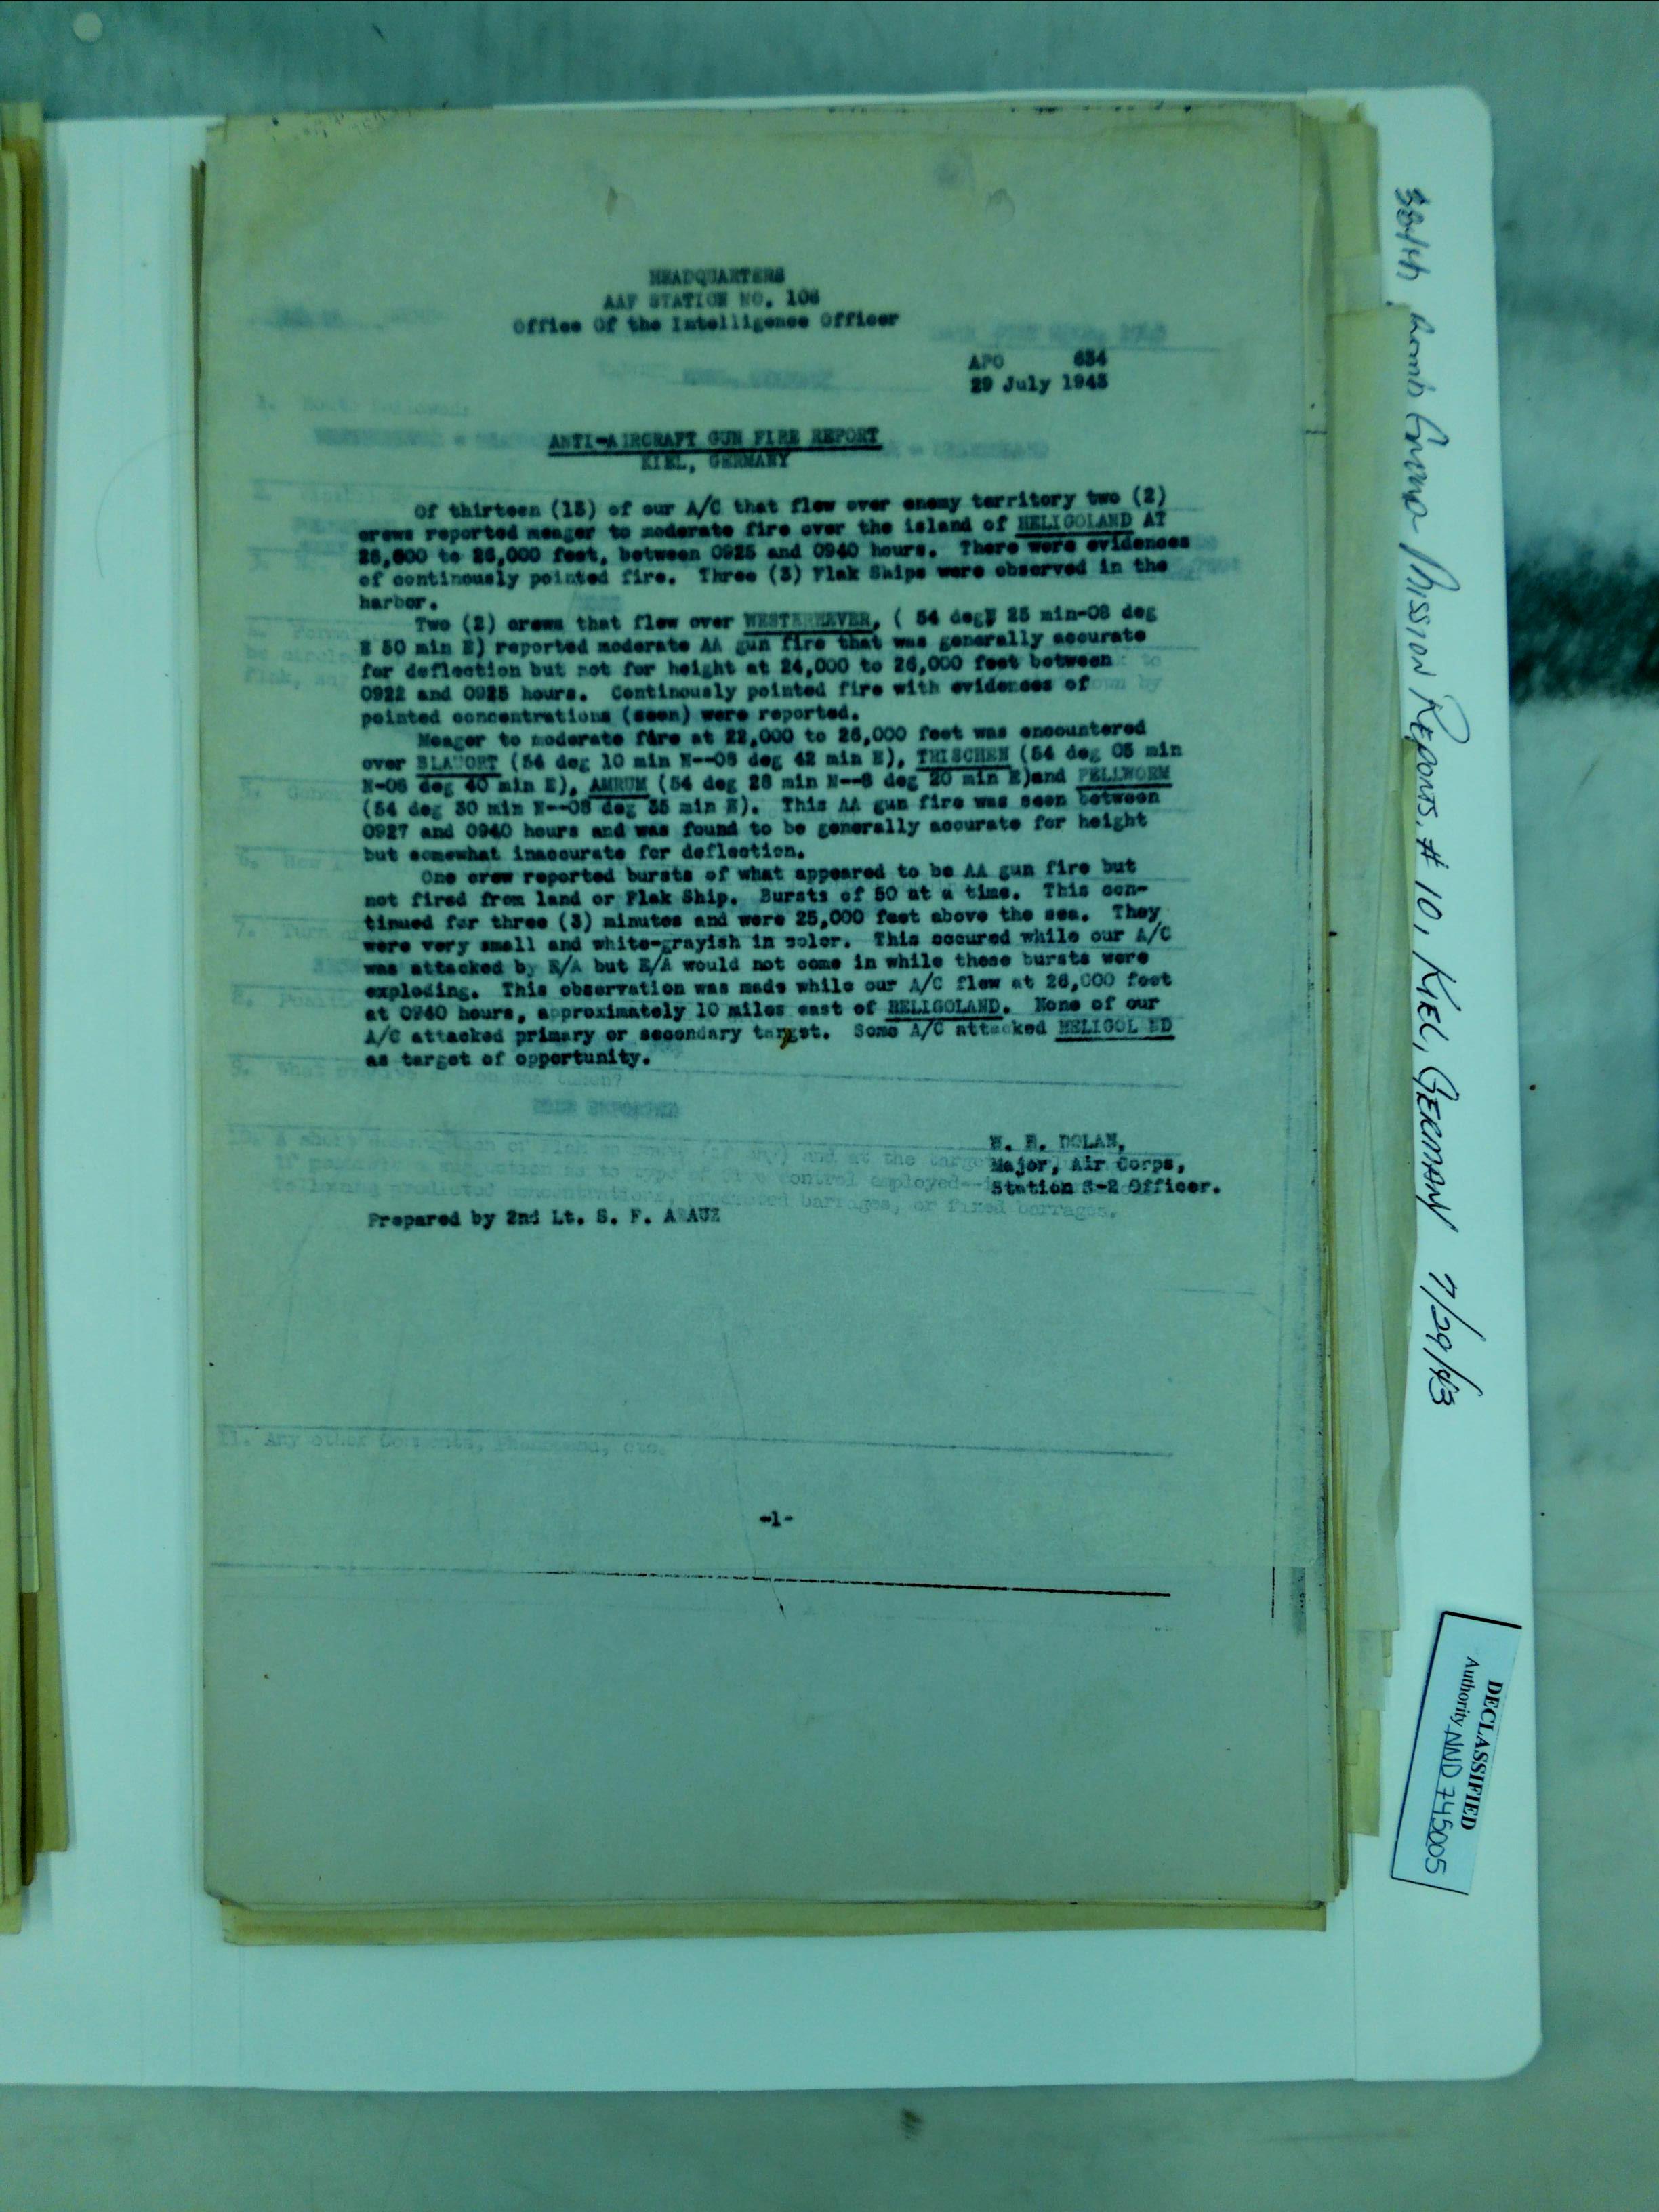 HEADQUARTERS
AAF STATION NO. 106
Office Of the Intelligence Officer
APO 634
29 July 1943
ANTI-AIRCRAFT GUN FIRE REPORT
KIEL, GERMANY
Of thirteen (13) of our A/C that flew over enemy territory two (2)
crews reported meager to moderate fire over the island of HELIGOLAND AT
to 26,000 feet, between 0925 and 0940 hours. There were evidences
of continously pointed fire. Three (3) Flak Ships were observed in the
harbor.
Two (2) crews that flew over WESTERHEVER, ( 54 deg 25 min-08 deg
50 min E) reported moderate AA gun fire that was generally accurate
for deflection but not for height at 24,000 to 26,000 feet between
0922 and 0925 hours. Continously pointed fire with evidences of
pointed concentrations (seen) were reported.
Meager to moderate fire at 22,000 to 26,000 feet was encountered
over (54 deg 10 min N--08 deg 42 min E), TRISCHEN (54 deg 05 min
N-08 deg 40 min E), AMRUM (54 deg 28 min N--8 deg 20 min E)and PELLWORM
(54 deg 30 min N--08 deg 35 min E). This AA gun fire was seen between
0927 and 0940 hours and was found to be generally accurate for height
but somewhat inaccurate for deflection.
One crew reported bursts of what appeared to be AA gun fire but
not fired from land or Flak Ship. Bursts of 50 at a time. This con-
tinued for three (3) minutes and were 25,000 feet above the sea. They
were very small and white-grayish in color. This occured while our A/C
was attacked by E/A but E/A would not come in while these bursts were
exploding. This observation was made while our A/C flew at 26,000 feet
at 0940 hours, approximately 10 miles east of HELIGOLAND. None of our
A/C attacked primary or secondary target. Some A/C attacked HELIGOL ND
as target of opportunity.
W. E. DOLAN,
Major, Air Corps,
Station S-2 Officer.
Prepared by 2nd Lt. S. F. ARAUZ
11. Any other Comments, Phenomena, etc.
-1-
384th Bomb Group Mission Reports, # 10, KIEL, GERMANY 7/29/43
DECLASSIFIED
Authority NND 745005